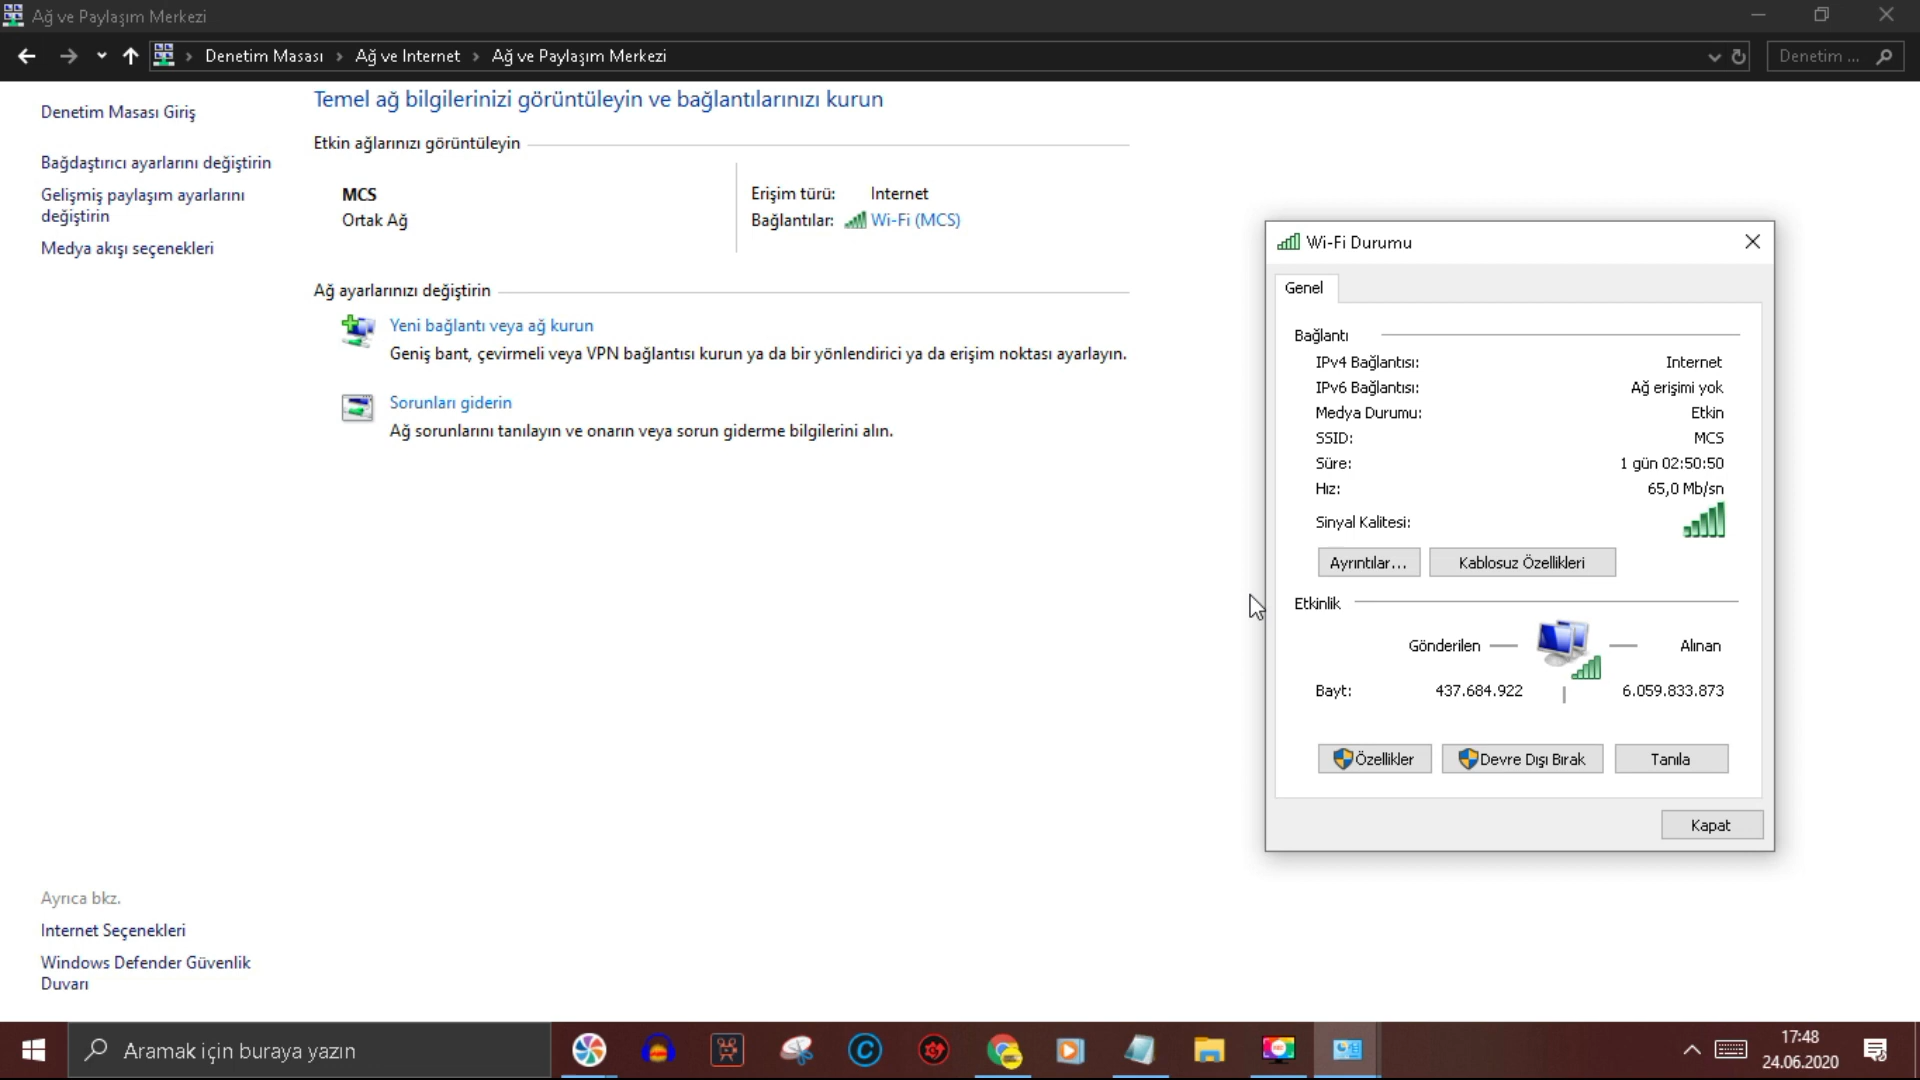 Ağ ve Paylaşım Merkezi
Denetim Masası > Ağ ve Internet > Ağ ve Paylaşım Merkezi
Denetim ...
Denetim Masası Giriş
Bağdaştırıcı ayarlarını değiştirin
Gelişmiş paylaşım ayarlarını
değiştirin
Medya akışı seçenekleri
Temel ağ bilgilerinizi görüntüleyin ve bağlantılarınızı kurun
Etkin ağlarınızı görüntüleyin
MCS
Ortak Ağ
Erişim türü: Internet
Bağlantılar: Wi-Fi (MCS)
Ağ ayarlarınızı değiştirin
Yeni bağlantı veya ağ kurun
Geniş bant, çevirmeli veya VPN bağlantısı kurun ya da bir yönlendirici ya da erişim noktası ayarlayın.
Sorunları giderin
Ağ sorunlarını tanılayın ve onarın veya sorun giderme bilgilerini alın.
Wi-Fi Durumu
Genel
Bağlantı
IPv4 Bağlantısı: Internet
IPv6 Bağlantısı: Ağ erişimi yok
Medya Durumu: Etkin
SSID: MCS
Süre: 1 gün 02:50:50
Hız: 65,0 Mb/sn
Sinyal Kalitesi:
Ayrıntılar...
Kablosuz Özellikleri
Etkinlik
Gönderilen — — Alınan
Bayt: 437.684.922 | 6.059.833.873
Özellikler
Devre Dışı Bırak
Tanıla
Kapat
Ayrıca bkz.
Internet Seçenekleri
Windows Defender Güvenlik
Duvarı
Aramak için buraya yazın
17:48
24.06.2020